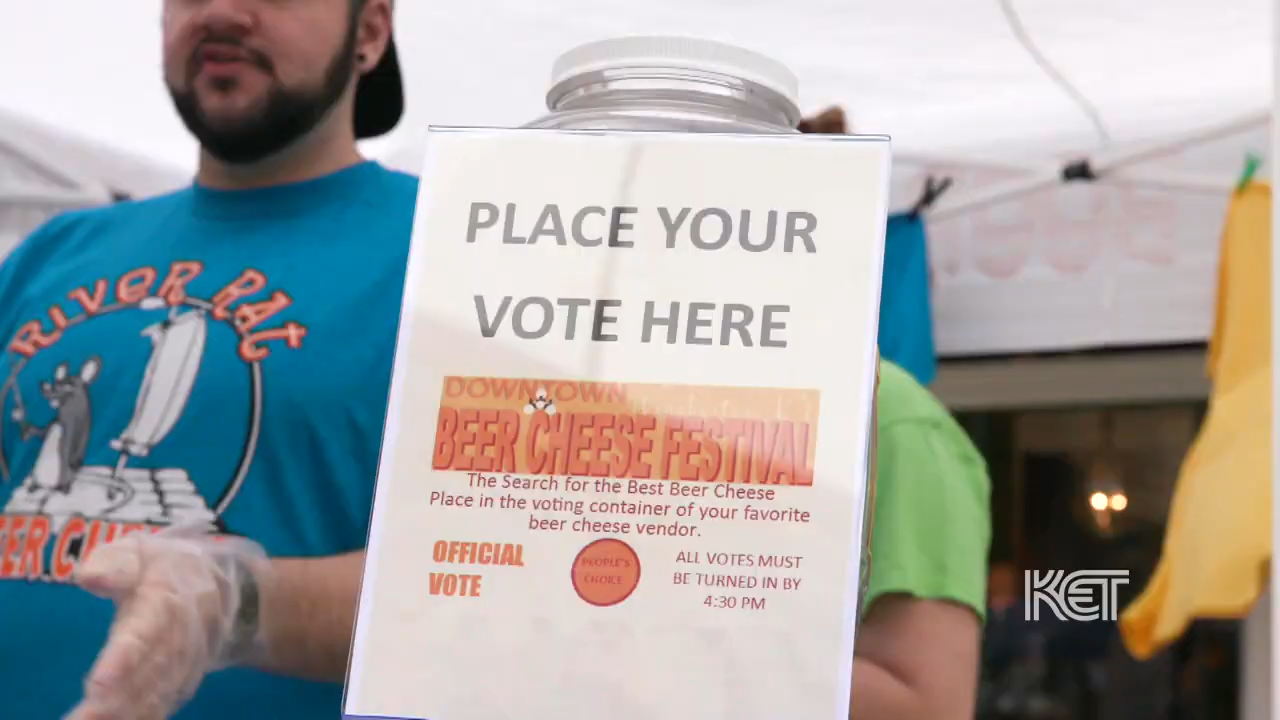 PLACE YOUR
VOTE HERE
DOWNTOWN
BEER CHEESE FESTIVAL
The Search for the Best Beer Cheese
Place in the voting container of your favorite
beer cheese vendor.
OFFICIAL
VOTE
PEOPLE'S
CHOICE
ALL VOTES MUST
BE TURNED IN BY
4:30 PM
RIVER RAT
KET